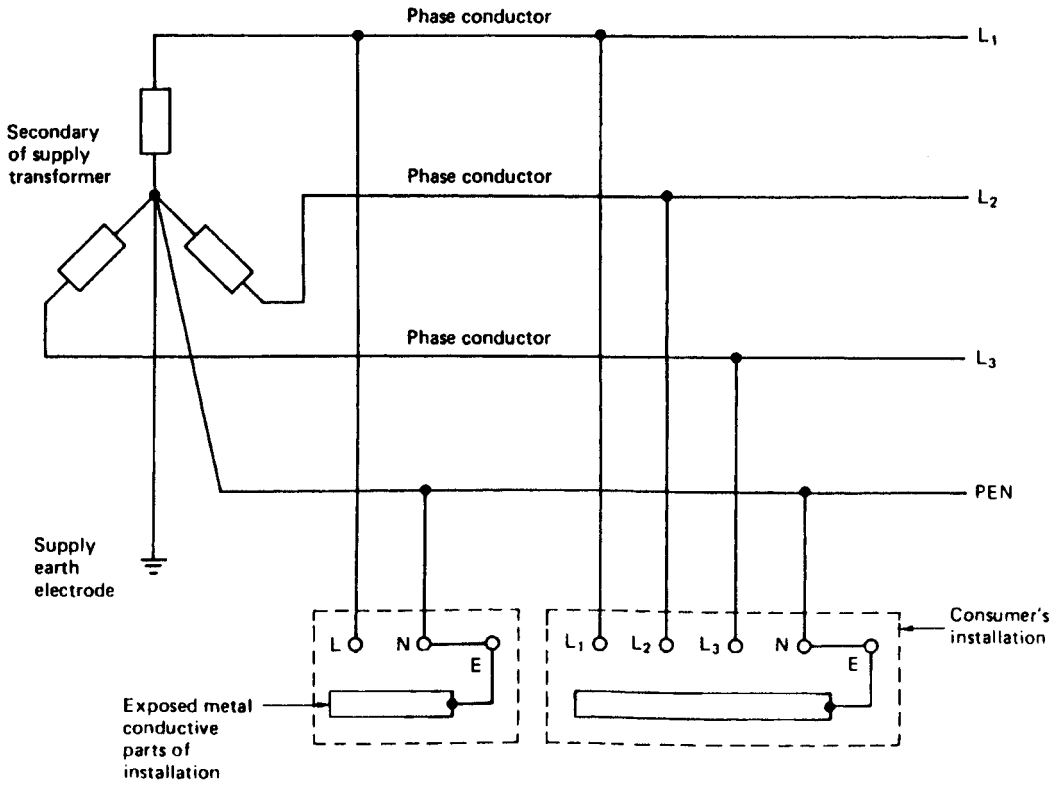 Phase conductor
L₁
Secondary
of supply
transformer
Phase conductor
L₂
Phase conductor
L₃
PEN
Supply
earth
electrode
Consumer's
installation
L
N
E
L₁
L₂
L₃
N
E
Exposed metal
conductive
parts of
installation